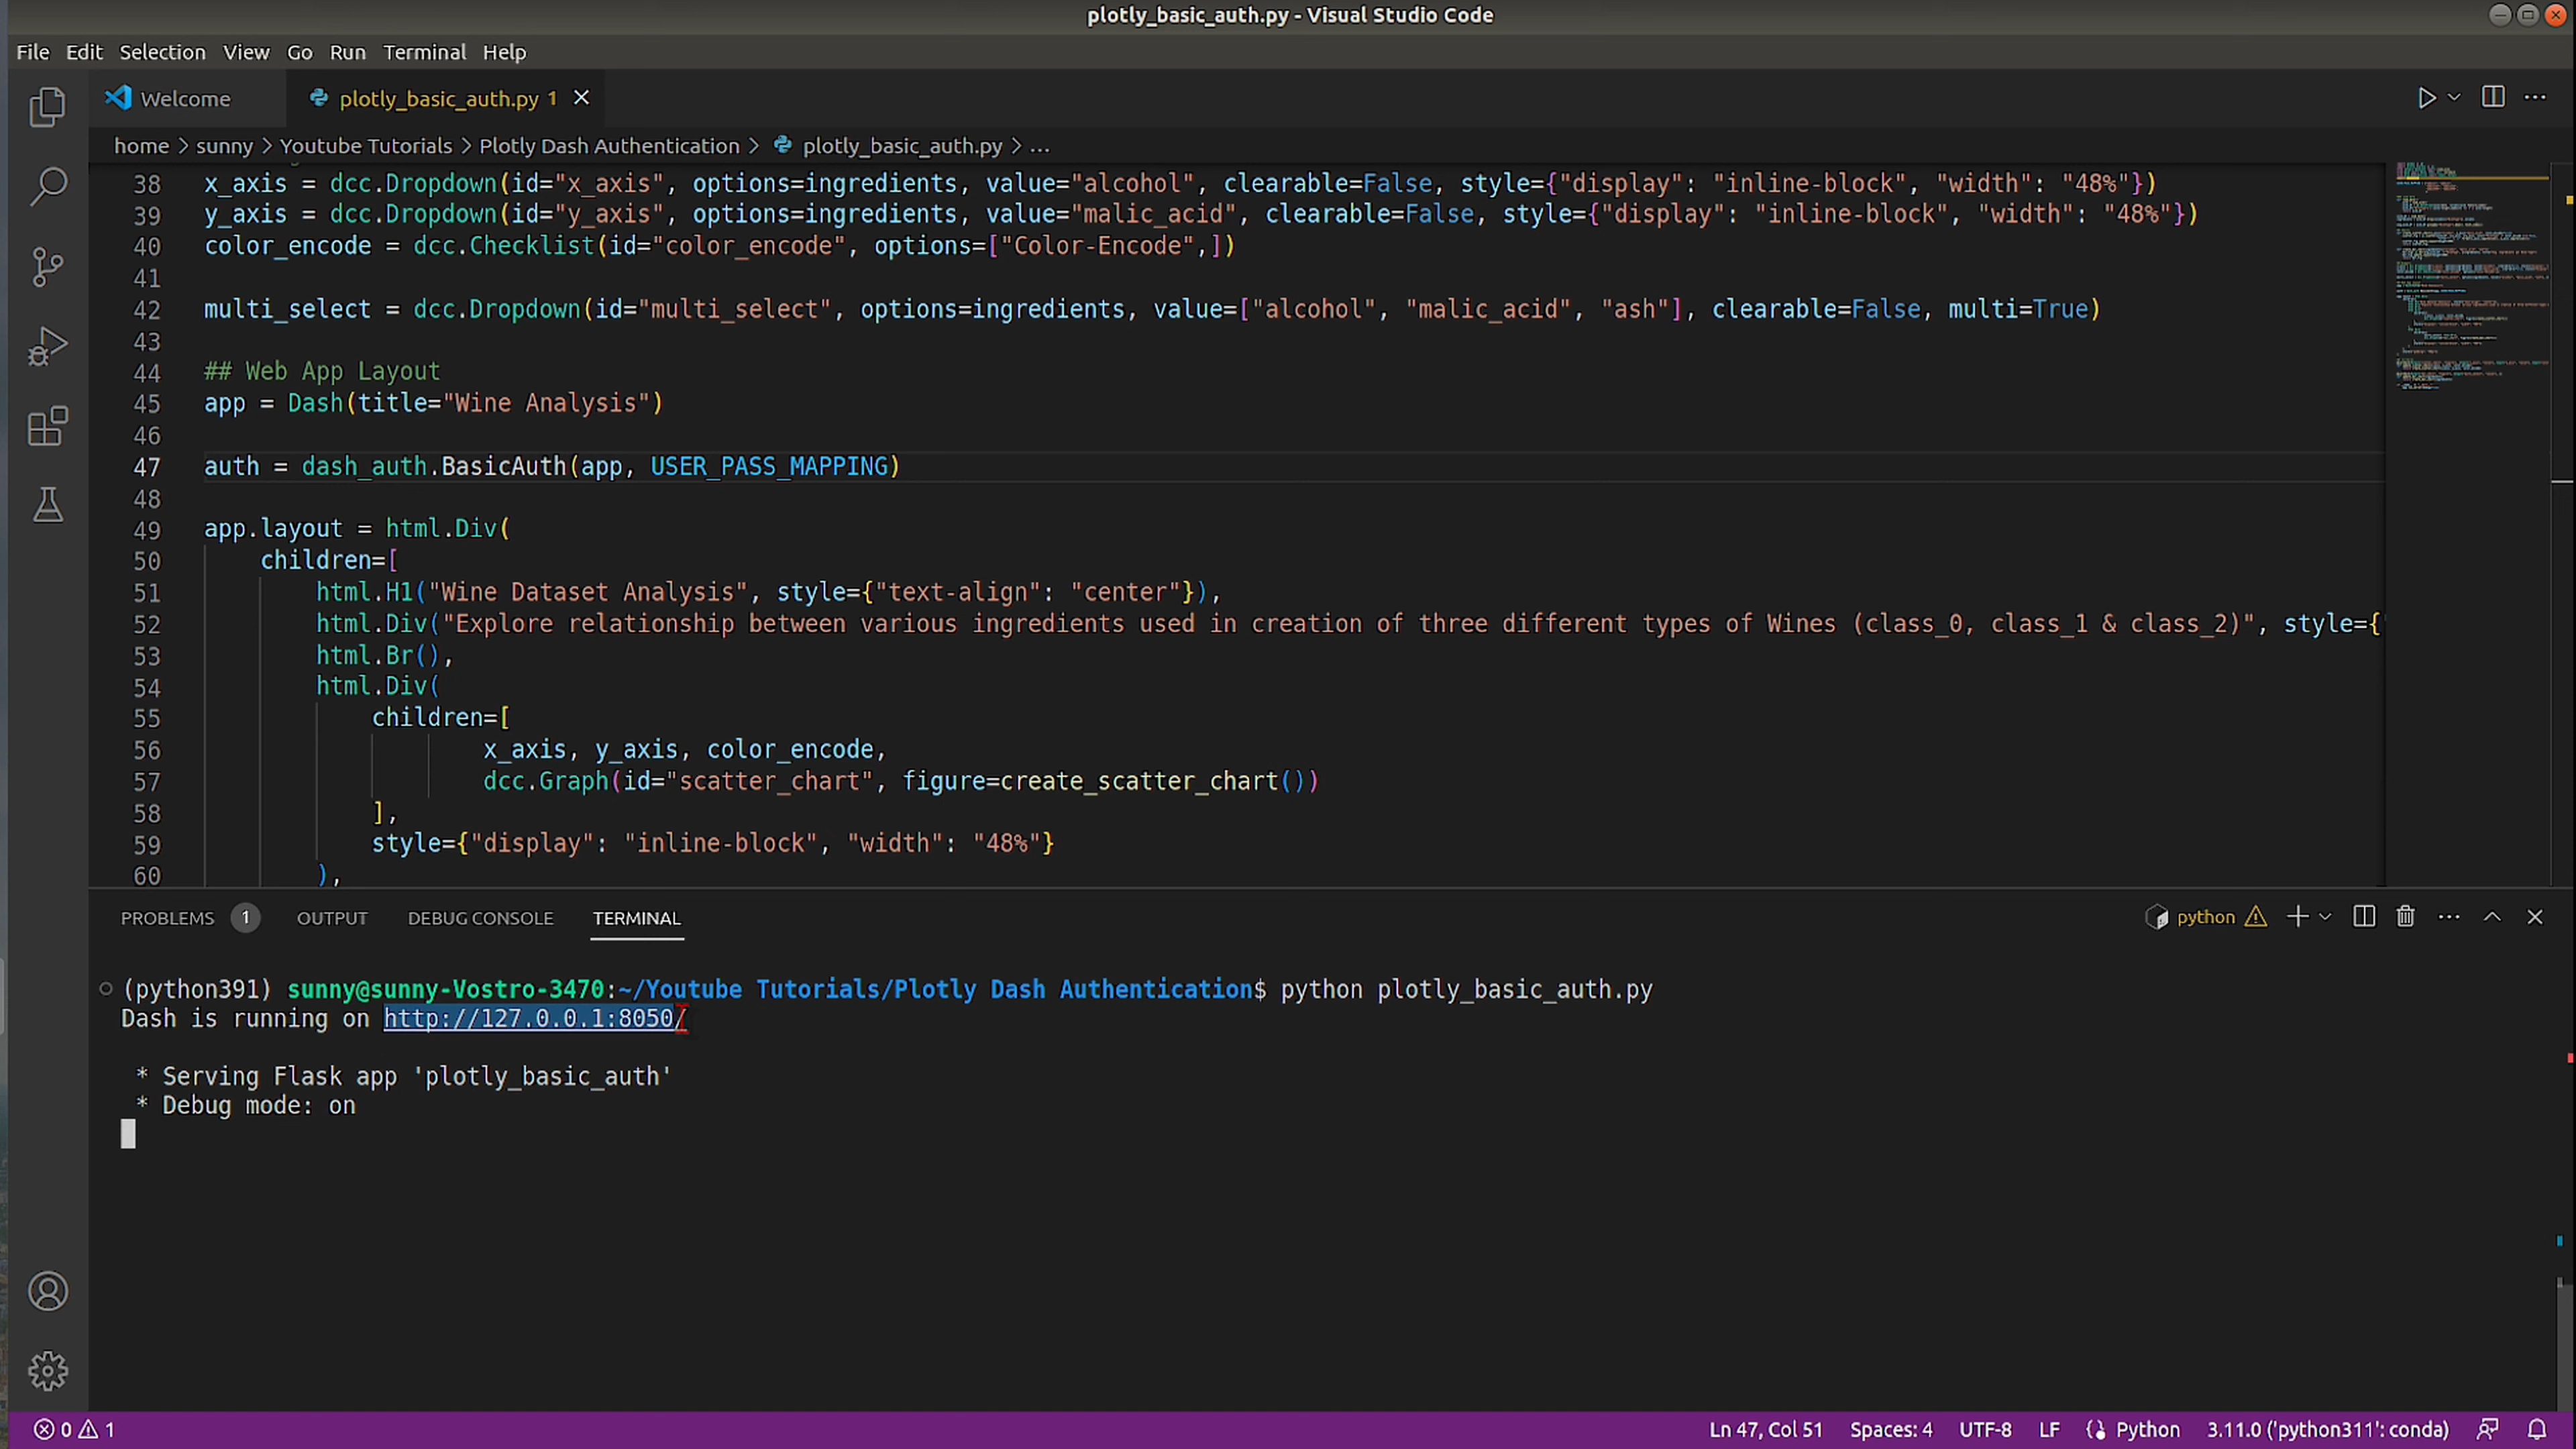 plotly_basic_auth.py - Visual Studio Code
File Edit Selection View Go Run Terminal Help
Welcome plotly_basic_auth.py 1
home > sunny > Youtube Tutorials > Plotly Dash Authentication > plotly_basic_auth.py > ...
38 x_axis = dcc.Dropdown(id="x_axis", options=ingredients, value="alcohol", clearable=False, style={"display": "inline-block", "width": "48%"})
39 y_axis = dcc.Dropdown(id="y_axis", options=ingredients, value="malic_acid", clearable=False, style={"display": "inline-block", "width": "48%"})
40 color_encode = dcc.Checklist(id="color_encode", options=["Color-Encode",])
41
42 multi_select = dcc.Dropdown(id="multi_select", options=ingredients, value=["alcohol", "malic_acid", "ash"], clearable=False, multi=True)
43
44 ## Web App Layout
45 app = Dash(title="Wine Analysis")
46
47 auth = dash_auth.BasicAuth(app, USER_PASS_MAPPING)
48
49 app.layout = html.Div(
50 children=[
51 html.H1("Wine Dataset Analysis", style={"text-align": "center"}),
52 html.Div("Explore relationship between various ingredients used in creation of three different types of Wines (class_0, class_1 & class_2)", style={
53 html.Br(),
54 html.Div(
55 children=[
56 x_axis, y_axis, color_encode,
57 dcc.Graph(id="scatter_chart", figure=create_scatter_chart())
58 ],
59 style={"display": "inline-block", "width": "48%"}
60 ),
PROBLEMS 1 OUTPUT DEBUG CONSOLE TERMINAL python
(python391) sunny@sunny-Vostro-3470:~/Youtube Tutorials/Plotly Dash Authentication$ python plotly_basic_auth.py
Dash is running on http://127.0.0.1:8050/
* Serving Flask app 'plotly_basic_auth'
* Debug mode: on
0 1 Ln 47, Col 51 Spaces: 4 UTF-8 LF Python 3.11.0 ('python311': conda)